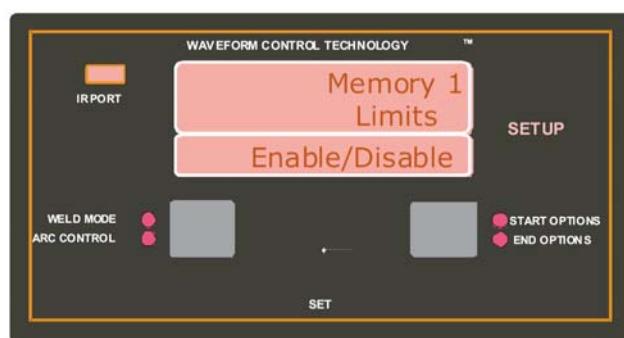 WAVEFORM CONTROL TECHNOLOGY ™
IR PORT
Memory 1
Limits
SETUP
Enable/Disable
WELD MODE
ARC CONTROL
START OPTIONS
END OPTIONS
SET